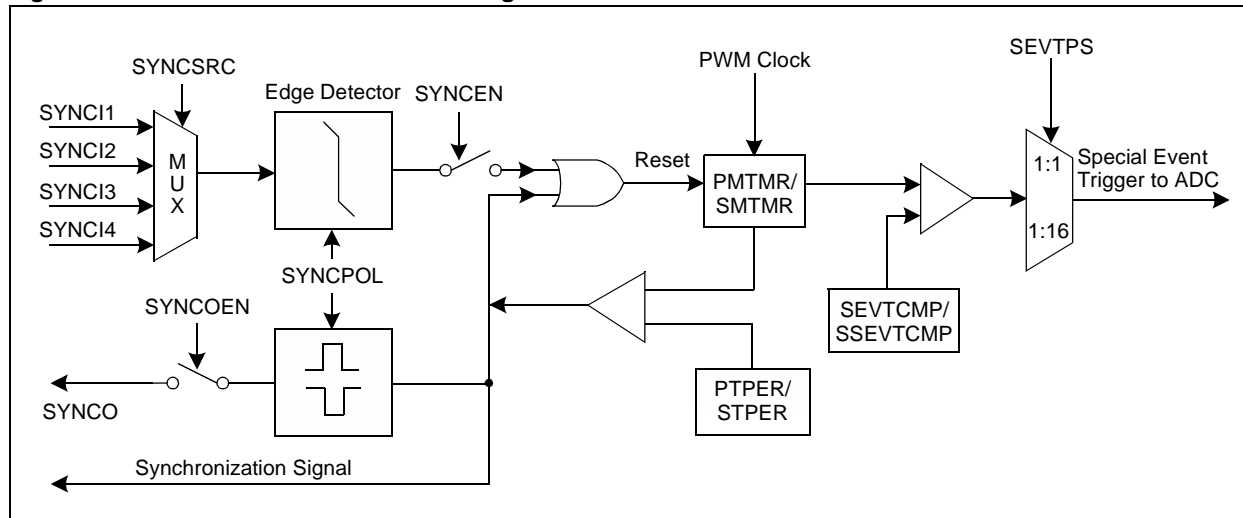 SYNCSRC
SYNCI1
SYNCI2
SYNCI3
SYNCI4
M
U
X
Edge Detector
SYNCEN
PWM Clock
SEVTPS
Reset
PMTMR/
SMTMR
1:1
1:16
Special Event
Trigger to ADC
SYNCPOL
SYNCOEN
SYNCO
SEVTCMP/
SSEVTCMP
PTPER/
STPER
Synchronization Signal